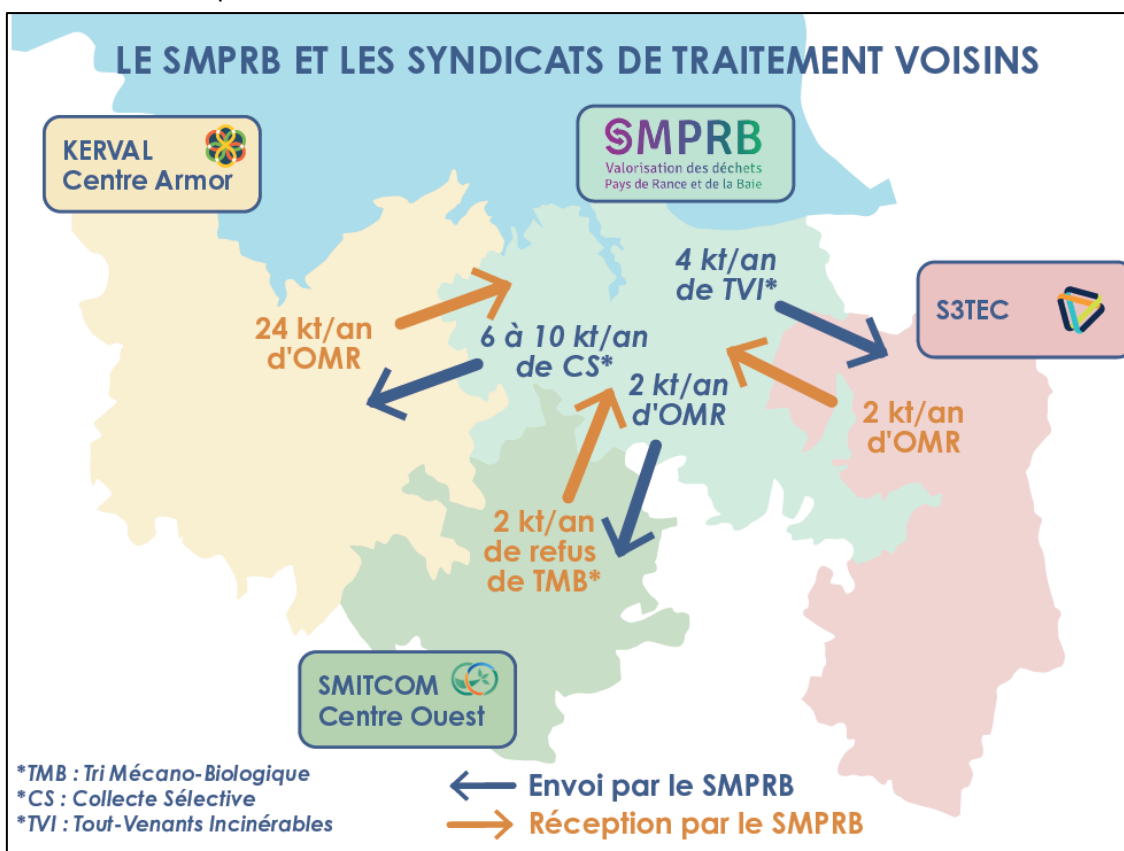 LE SMPRB ET LES SYNDICATS DE TRAITEMENT VOISINS
KERVAL
Centre Armor
SMPRB
Valorisation des déchets
Pays de Rance et de la Baie
4 kt/an
de TVI*
S3TEC
24 kt/an
d'OMR
6 à 10 kt/an
de CS*
2 kt/an
d'OMR
2 kt/an
d'OMR
2 kt/an
de refus
de TMB*
SMITCOM
Centre Ouest
*TMB : Tri Mécano-Biologique
*CS : Collecte Sélective
*TVI : Tout-Venants Incinérables
Envoi par le SMPRB
Réception par le SMPRB